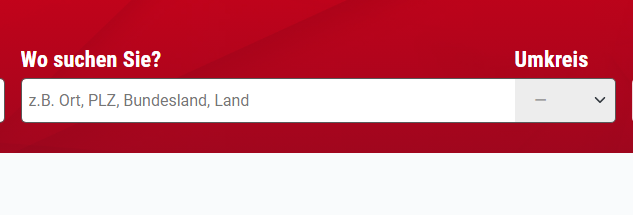 Wo suchen Sie? Umkreis
z.B. Ort, PLZ, Bundesland, Land —